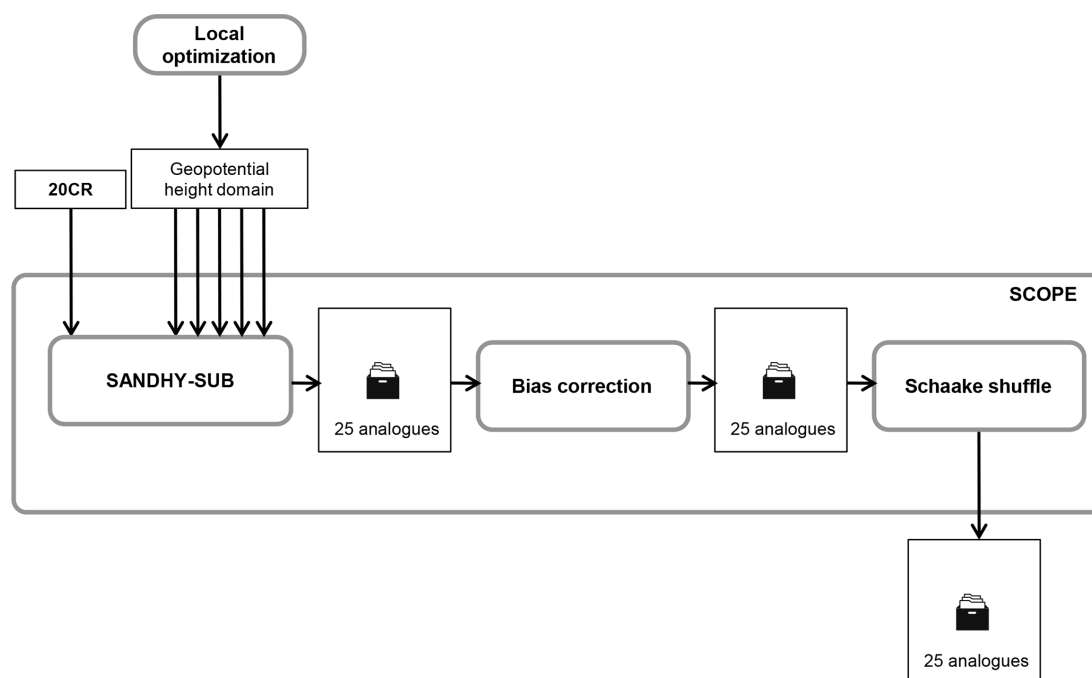 Local
optimization
Geopotential
height domain
20CR
SCOPE
SANDHY-SUB
25 analogues
Bias correction
25 analogues
Schaake shuffle
25 analogues